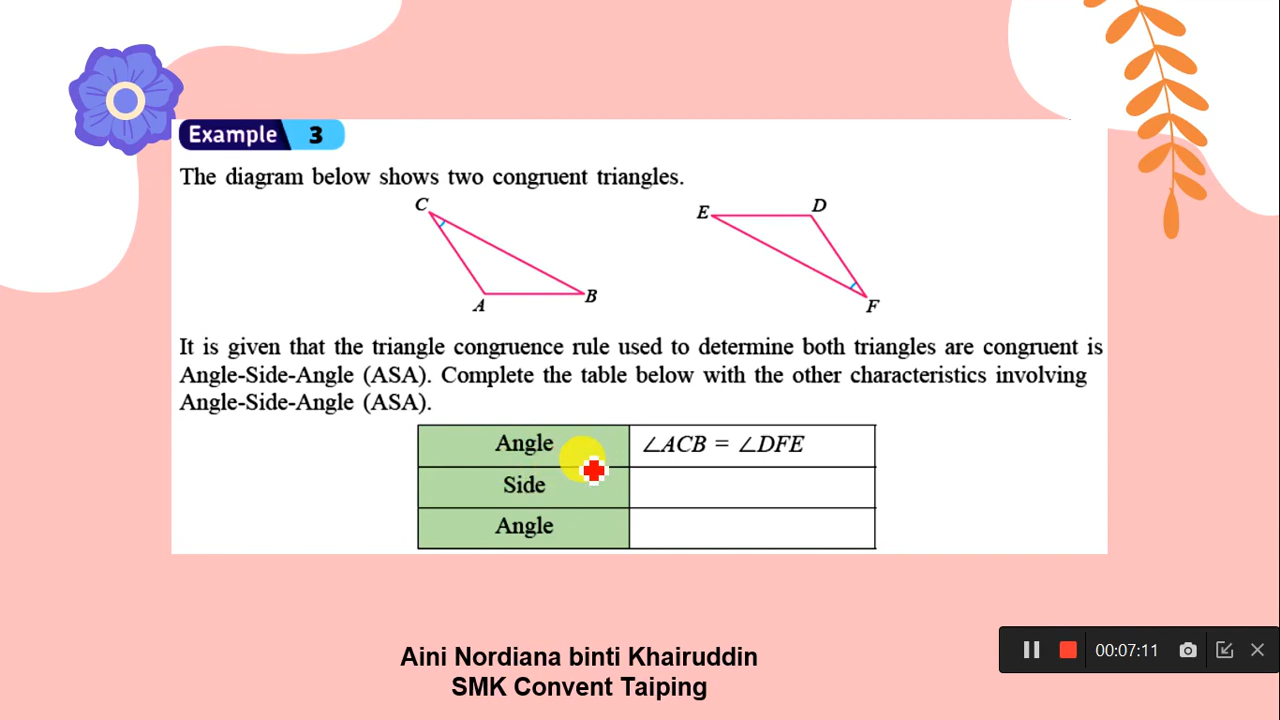 Example 3
The diagram below shows two congruent triangles.
C
E
D
A
B
F
It is given that the triangle congruence rule used to determine both triangles are congruent is
Angle-Side-Angle (ASA). Complete the table below with the other characteristics involving
Angle-Side-Angle (ASA).
Angle ∠ACB = ∠DFE
Side
Angle
Aini Nordiana binti Khairuddin
SMK Convent Taiping
00:07:11